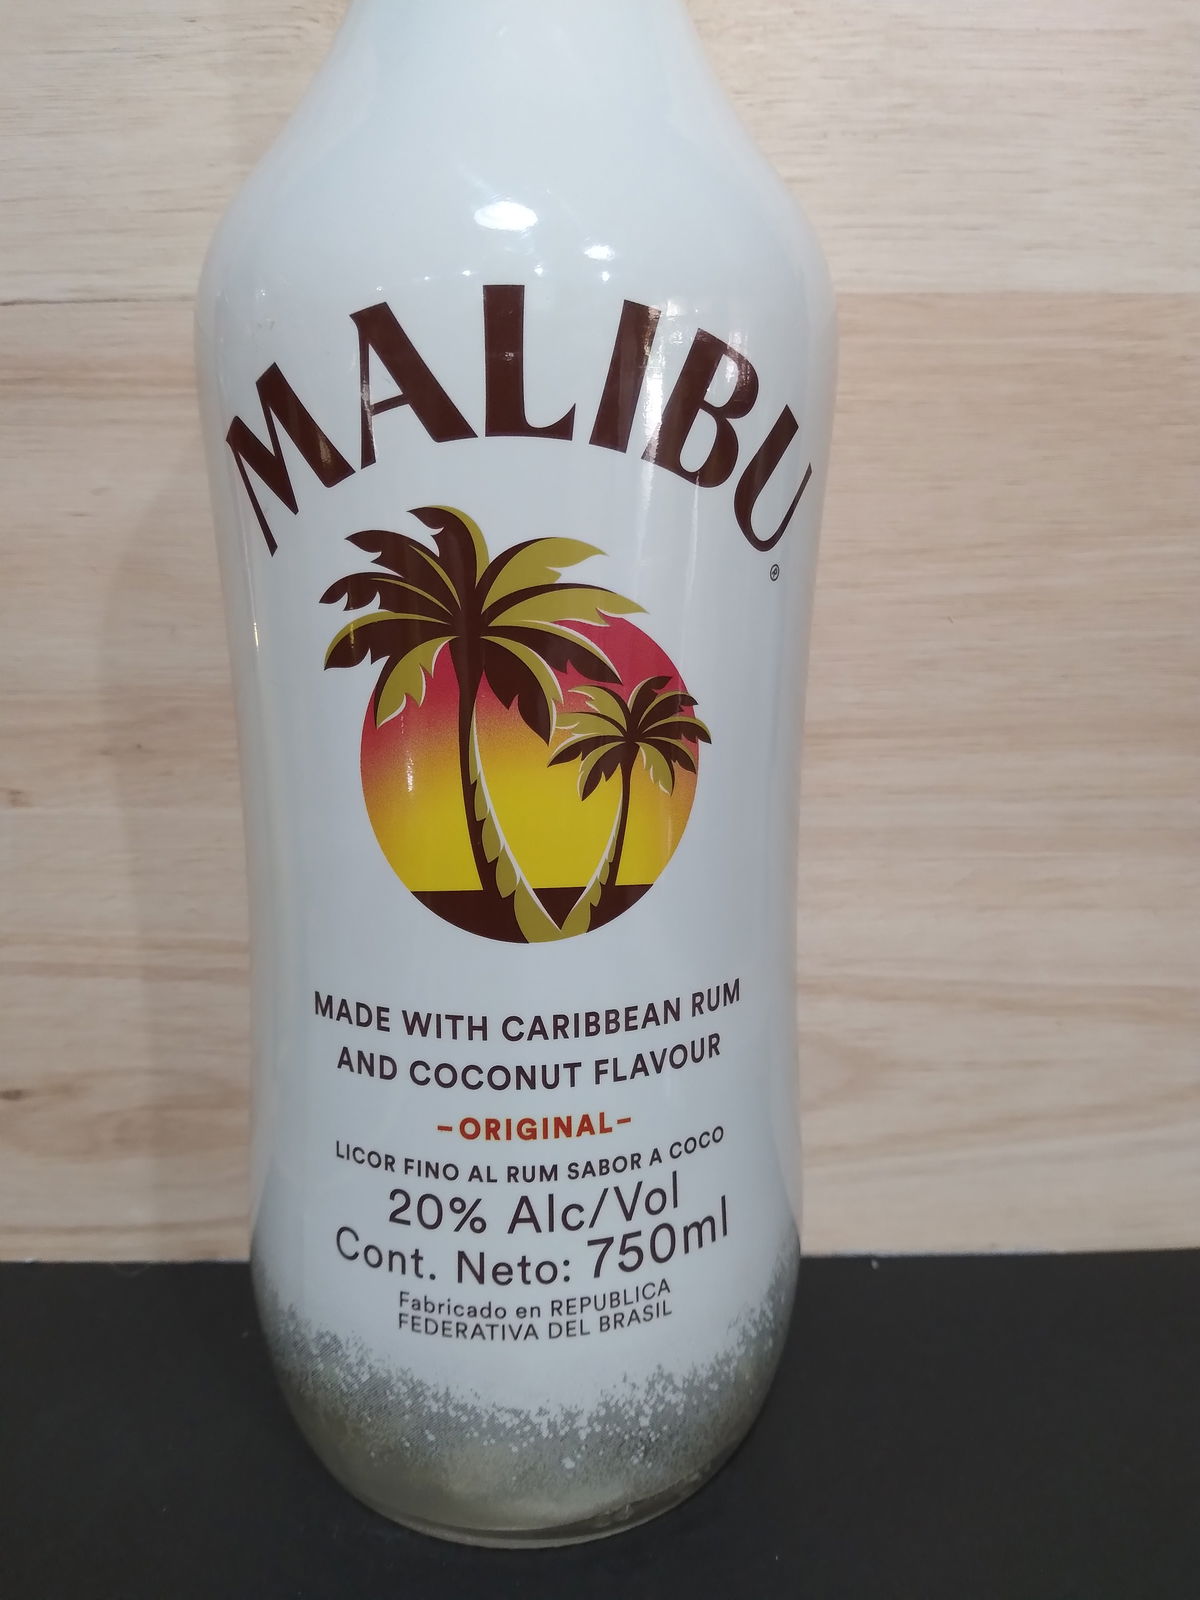 MALIBU
®
MADE WITH CARIBBEAN RUM
AND COCONUT FLAVOUR
–ORIGINAL–
LICOR FINO AL RUM SABOR A COCO
20% Alc/Vol
Cont. Neto: 750ml
Fabricado en REPUBLICA
FEDERATIVA DEL BRASIL